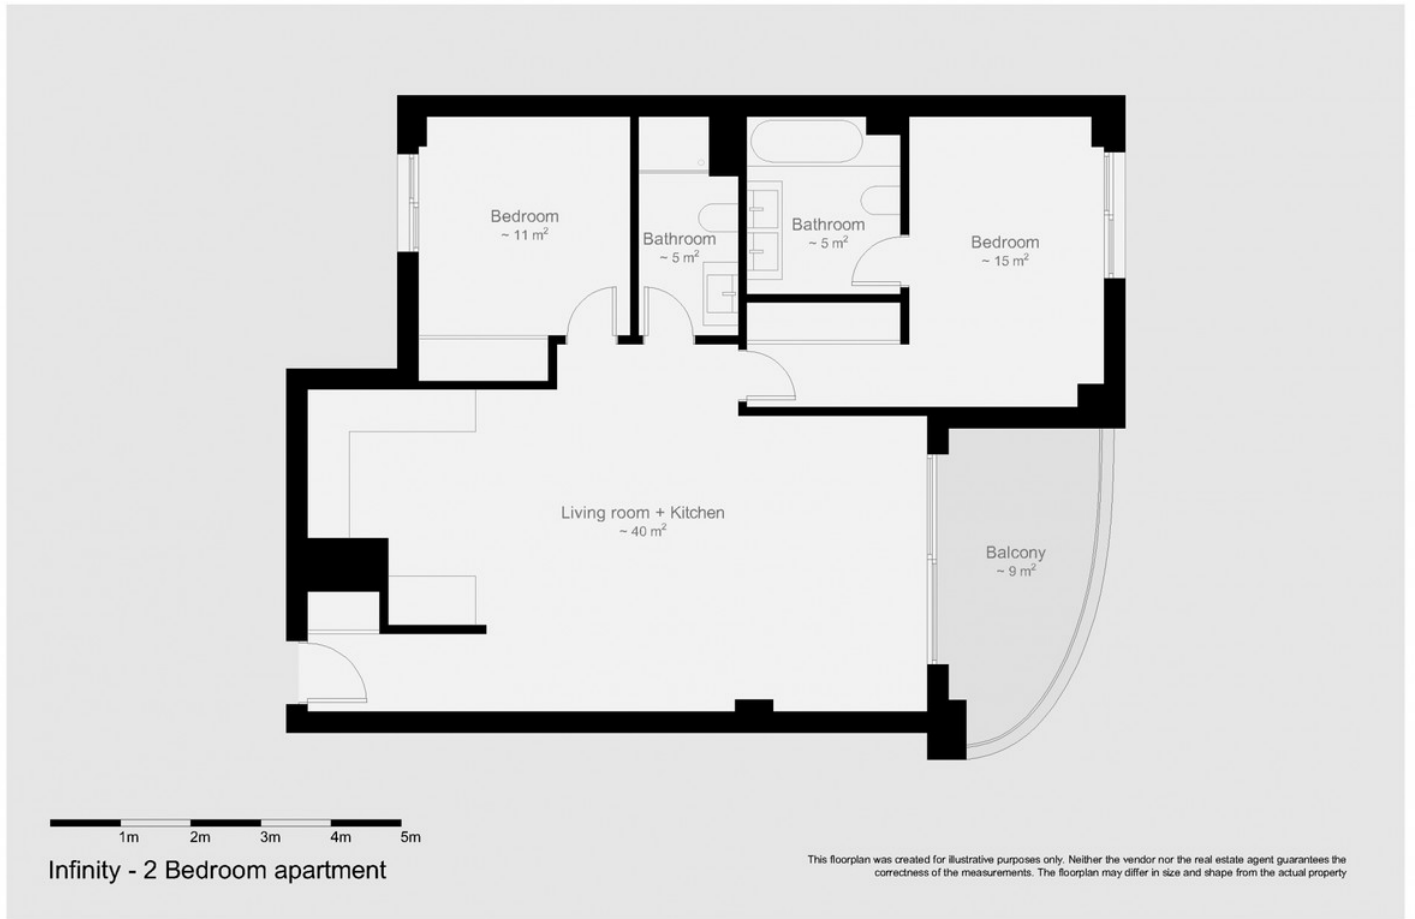 Bedroom
~ 11 m²
Bathroom
~ 5 m²
Bathroom
~ 5 m²
Bedroom
~ 15 m²
Living room + Kitchen
~ 40 m²
Balcony
~ 9 m²
1m 2m 3m 4m 5m
Infinity - 2 Bedroom apartment
This floorplan was created for illustrative purposes only. Neither the vendor nor the real estate agent guarantees the
correctness of the measurements. The floorplan may differ in size and shape from the actual property